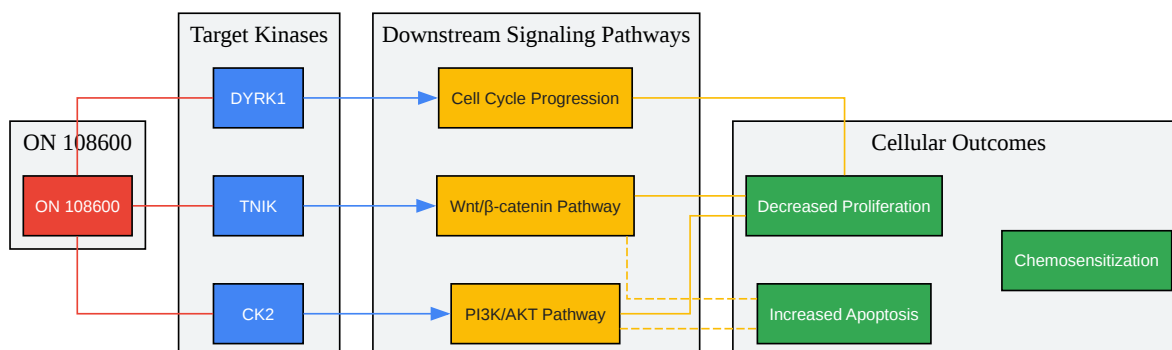 Target Kinases
Downstream Signaling Pathways
DYRK1
Cell Cycle Progression
ON 108600
Cellular Outcomes
ON 108600
TNIK
Wnt/β-catenin Pathway
Decreased Proliferation
Chemosensitization
CK2
PI3K/AKT Pathway
Increased Apoptosis